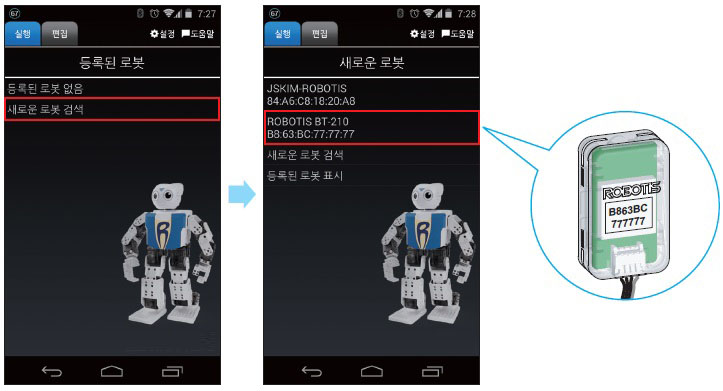 67
7:27
실행
편집
설정
도움말
등록된 로봇
등록된 로봇 없음
새로운 로봇 검색
67
7:28
실행
편집
설정
도움말
새로운 로봇
JSKIM-ROBOTIS
84:A6:C8:18:20:A8
ROBOTIS BT-210
B8:63:BC:77:77:77
새로운 로봇 검색
등록된 로봇 표시
ROBOTIS
B863BC
777777